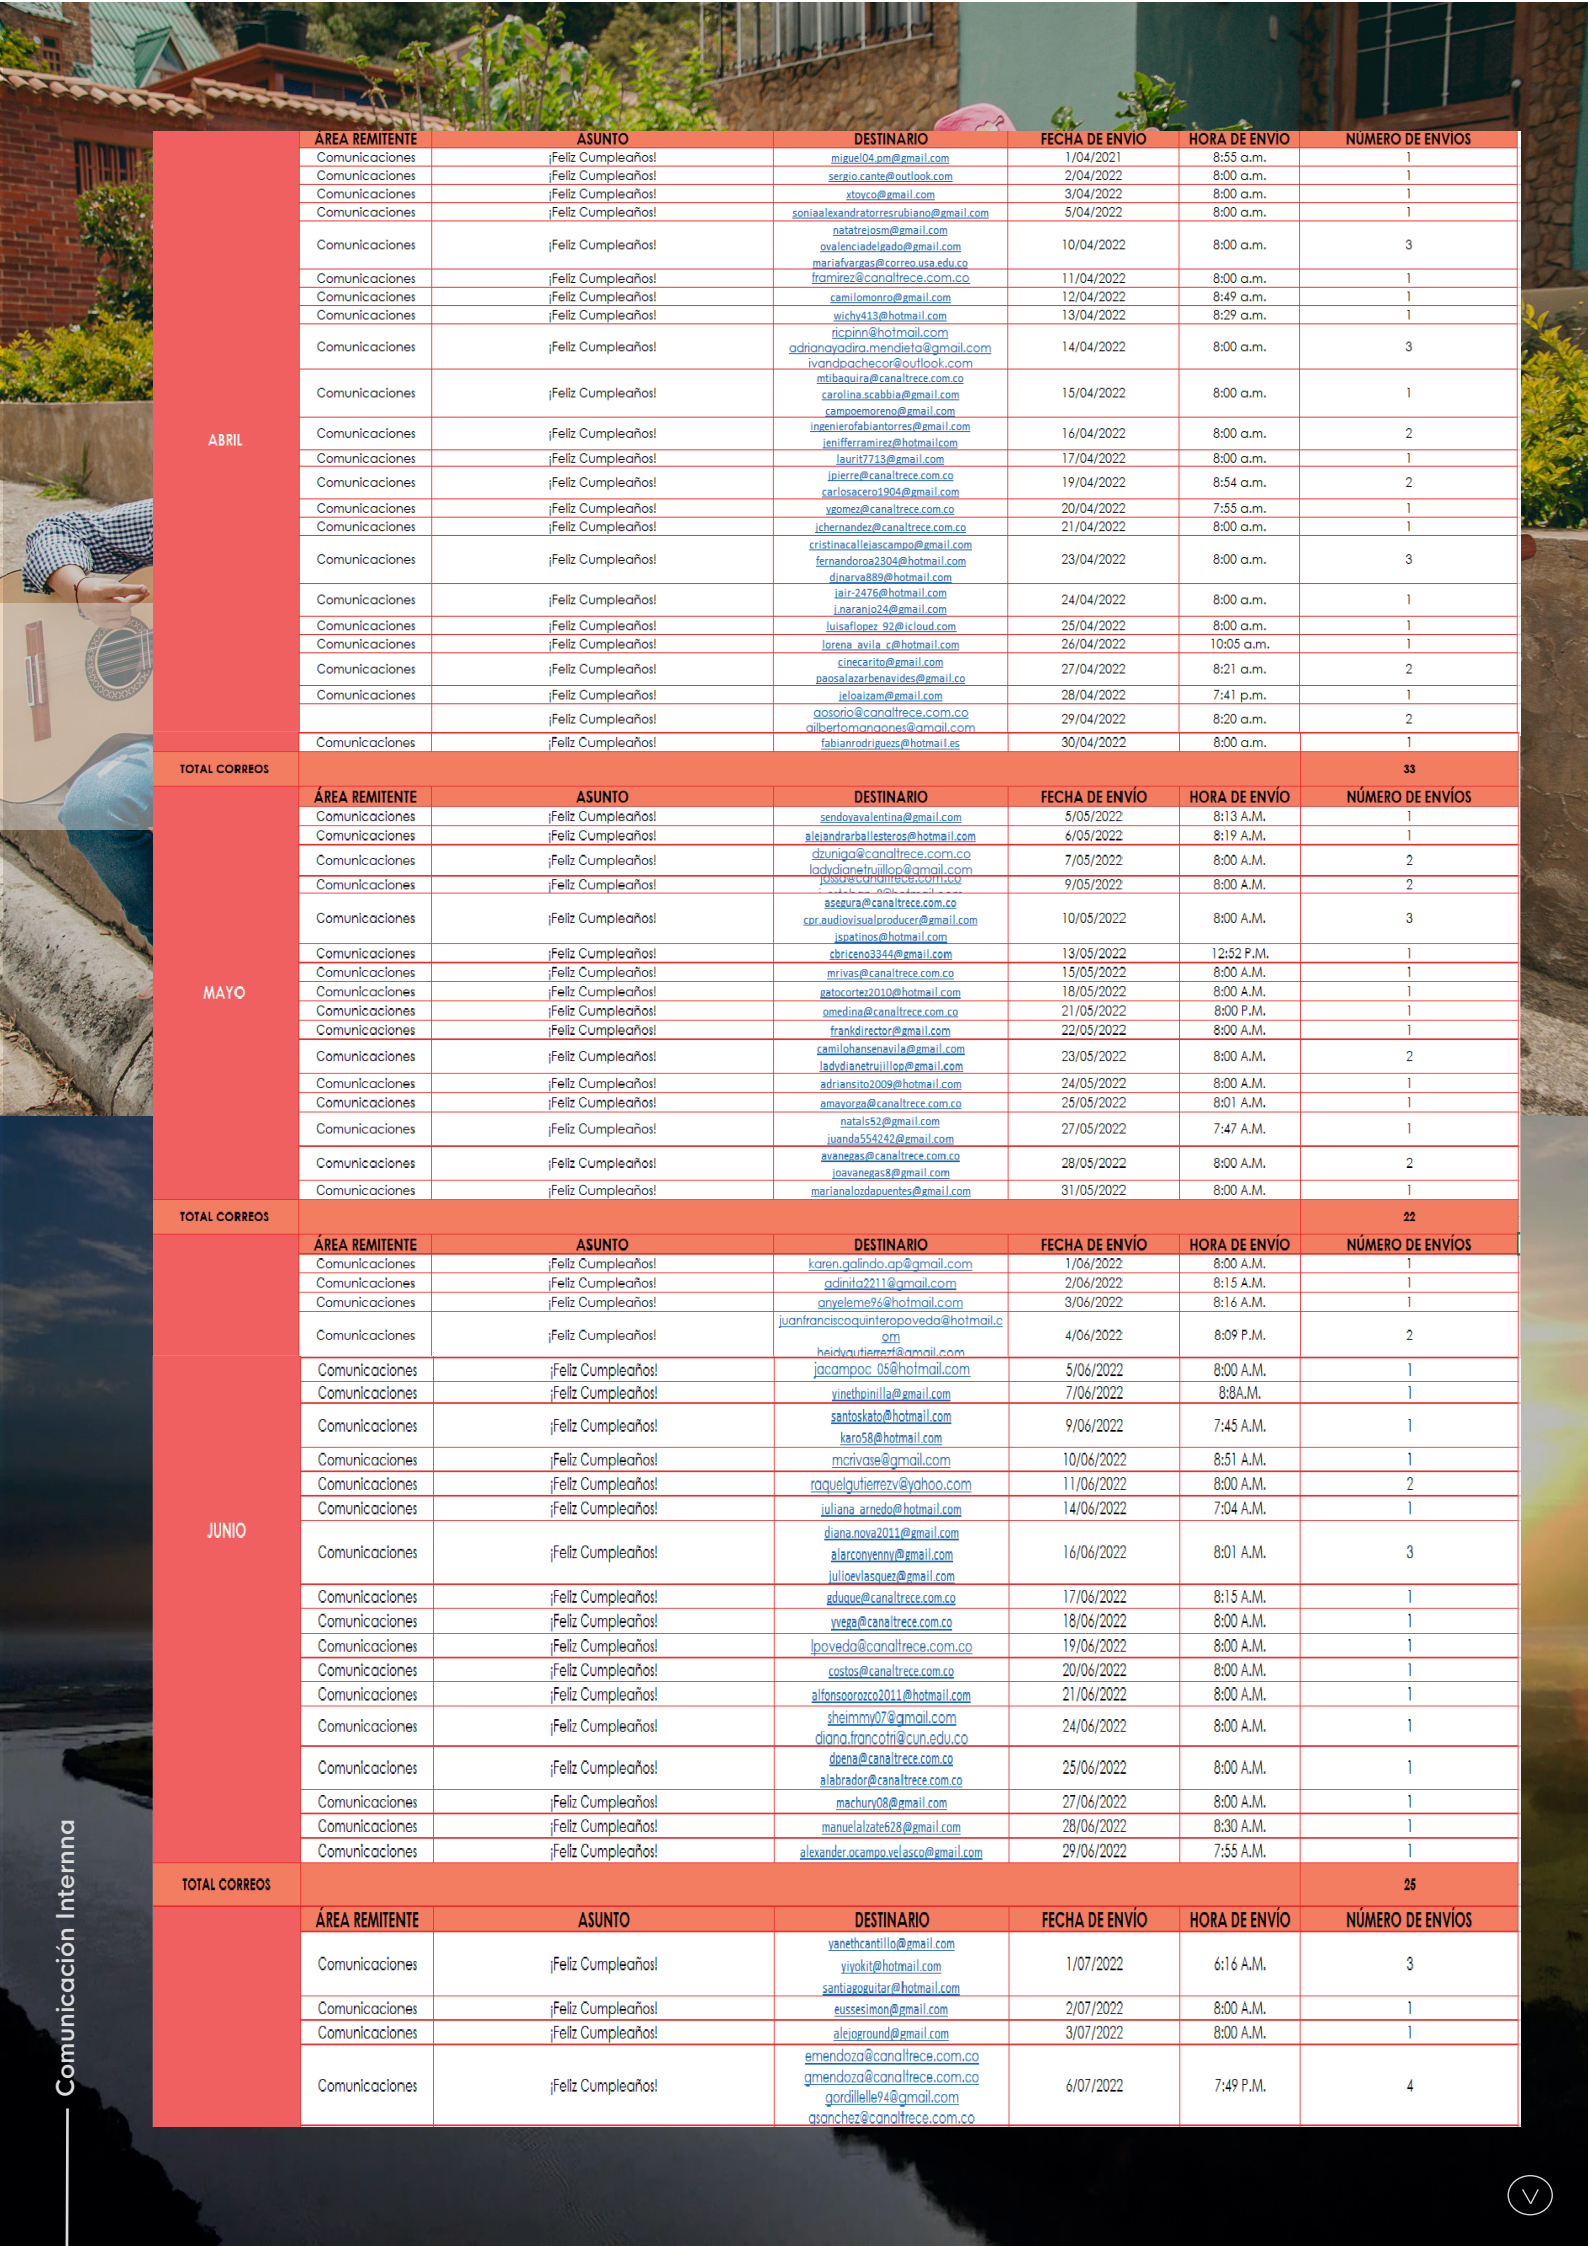 ÁREA REMITENTE ASUNTO DESTINARIO FECHA DE ENVÍO HORA DE ENVÍO NÚMERO DE ENVÍOS
Comunicaciones ¡Feliz Cumpleaños! miguel04.pm@gmail.com 1/04/2021 8:55 a.m. 1
Comunicaciones ¡Feliz Cumpleaños! sergio.cante@outlook.com 2/04/2022 8:00 a.m. 1
Comunicaciones ¡Feliz Cumpleaños! xtoyco@gmail.com 3/04/2022 8:00 a.m. 1
Comunicaciones ¡Feliz Cumpleaños! soniaalexandratorresrubiano@gmail.com 5/04/2022 8:00 a.m. 1
natatrejosm@gmail.com
Comunicaciones ¡Feliz Cumpleaños! ovalenciadelgado@gmail.com 10/04/2022 8:00 a.m. 3
mariafvargas@correo.usa.edu.co
Comunicaciones ¡Feliz Cumpleaños! framirez@canaltrece.com.co 11/04/2022 8:00 a.m. 1
Comunicaciones ¡Feliz Cumpleaños! camilomonro@gmail.com 12/04/2022 8:49 a.m. 1
Comunicaciones ¡Feliz Cumpleaños! wichy413@hotmail.com 13/04/2022 8:29 a.m. 1
ricpinn@hotmail.com
Comunicaciones ¡Feliz Cumpleaños! adrianayadira.mendieta@gmail.com 14/04/2022 8:00 a.m. 3
ivandpachecor@outlook.com
mtibaquira@canaltrece.com.co
Comunicaciones ¡Feliz Cumpleaños! carolina.scabbia@gmail.com 15/04/2022 8:00 a.m. 1
campoemoreno@gmail.com
ABRIL
ingenierofabiantorres@gmail.com
Comunicaciones ¡Feliz Cumpleaños! 16/04/2022 8:00 a.m. 2
jenifferramirez@hotmailcom
Comunicaciones ¡Feliz Cumpleaños! laurit7713@gmail.com 17/04/2022 8:00 a.m. 1
jpierre@canaltrece.com.co
Comunicaciones ¡Feliz Cumpleaños! 19/04/2022 8:54 a.m. 2
carlosacero1904@gmail.com
Comunicaciones ¡Feliz Cumpleaños! ygomez@canaltrece.com.co 20/04/2022 7:55 a.m. 1
Comunicaciones ¡Feliz Cumpleaños! jchernandez@canaltrece.com.co 21/04/2022 8:00 a.m. 1
cristinacallejascampo@gmail.com
Comunicaciones ¡Feliz Cumpleaños! fernandoroa2304@hotmail.com 23/04/2022 8:00 a.m. 3
djnarva889@hotmail.com
jair-2476@hotmail.com
Comunicaciones ¡Feliz Cumpleaños! 24/04/2022 8:00 a.m. 1
j.naranjo24@gmail.com
Comunicaciones ¡Feliz Cumpleaños! luisaflopez_92@icloud.com 25/04/2022 8:00 a.m. 1
Comunicaciones ¡Feliz Cumpleaños! lorena_avila_c@hotmail.com 26/04/2022 10:05 a.m. 1
cinecarito@gmail.com
Comunicaciones ¡Feliz Cumpleaños! 27/04/2022 8:21 a.m. 2
paosalazarbenavides@gmail.co
Comunicaciones ¡Feliz Cumpleaños! jeloaizam@gmail.com 28/04/2022 7:41 p.m. 1
aosorio@canaltrece.com.co
¡Feliz Cumpleaños! 29/04/2022 8:20 a.m. 2
gilbertomangones@gmail.com
Comunicaciones ¡Feliz Cumpleaños! fabianrodriguezs@hotmail.es 30/04/2022 8:00 a.m. 1
TOTAL CORREOS 33
ÁREA REMITENTE ASUNTO DESTINARIO FECHA DE ENVÍO HORA DE ENVÍO NÚMERO DE ENVÍOS
Comunicaciones ¡Feliz Cumpleaños! sendoyavalentina@gmail.com 5/05/2022 8:13 A.M. 1
Comunicaciones ¡Feliz Cumpleaños! alejandrarballesteros@hotmail.com 6/05/2022 8:19 A.M. 1
dzuniga@canaltrece.com.co
Comunicaciones ¡Feliz Cumpleaños! 7/05/2022 8:00 A.M. 2
ladydianetrujillop@gmail.com
Comunicaciones ¡Feliz Cumpleaños! 9/05/2022 8:00 A.M. 2
asegura@canaltrece.com.co
Comunicaciones ¡Feliz Cumpleaños! cpr.audiovisualproducer@gmail.com 10/05/2022 8:00 A.M. 3
jspatinos@hotmail.com
Comunicaciones ¡Feliz Cumpleaños! cbriceno3344@gmail.com 13/05/2022 12:52 P.M. 1
Comunicaciones ¡Feliz Cumpleaños! mrivas@canaltrece.com.co 15/05/2022 8:00 A.M. 1
MAYO
Comunicaciones ¡Feliz Cumpleaños! gatocortez2010@hotmail.com 18/05/2022 8:00 A.M. 1
Comunicaciones ¡Feliz Cumpleaños! omedina@canaltrece.com.co 21/05/2022 8:00 P.M. 1
Comunicaciones ¡Feliz Cumpleaños! frankdirector@gmail.com 22/05/2022 8:00 A.M. 1
camilohansenavila@gmail.com
Comunicaciones ¡Feliz Cumpleaños! 23/05/2022 8:00 A.M. 2
ladydianetrujillop@gmail.com
Comunicaciones ¡Feliz Cumpleaños! adriansito2009@hotmail.com 24/05/2022 8:00 A.M. 1
Comunicaciones ¡Feliz Cumpleaños! amayorga@canaltrece.com.co 25/05/2022 8:01 A.M. 1
natals52@gmail.com
Comunicaciones ¡Feliz Cumpleaños! 27/05/2022 7:47 A.M. 1
juanda554242@gmail.com
avanegas@canaltrece.com.co
Comunicaciones ¡Feliz Cumpleaños! 28/05/2022 8:00 A.M. 2
joavanegas8@gmail.com
Comunicaciones ¡Feliz Cumpleaños! marianalozdapuentes@gmail.com 31/05/2022 8:00 A.M. 1
TOTAL CORREOS 22
ÁREA REMITENTE ASUNTO DESTINARIO FECHA DE ENVÍO HORA DE ENVÍO NÚMERO DE ENVÍOS
Comunicaciones ¡Feliz Cumpleaños! karen.galindo.ap@gmail.com 1/06/2022 8:00 A.M. 1
Comunicaciones ¡Feliz Cumpleaños! adinita2211@gmail.com 2/06/2022 8:15 A.M. 1
Comunicaciones ¡Feliz Cumpleaños! anyeleme96@hotmail.com 3/06/2022 8:16 A.M. 1
juanfranciscoquinteropoveda@hotmail.c
Comunicaciones ¡Feliz Cumpleaños! om 4/06/2022 8:09 P.M. 2
heidygutierrezf@gmail.com
Comunicaciones ¡Feliz Cumpleaños! jacampoc_05@hotmail.com 5/06/2022 8:00 A.M. 1
Comunicaciones ¡Feliz Cumpleaños! yinethpinilla@gmail.com 7/06/2022 8:8A.M. 1
santoskato@hotmail.com
Comunicaciones ¡Feliz Cumpleaños! 9/06/2022 7:45 A.M. 1
karo58@hotmail.com
Comunicaciones ¡Feliz Cumpleaños! mcrivase@gmail.com 10/06/2022 8:51 A.M. 1
Comunicaciones ¡Feliz Cumpleaños! raquelgutierrezv@yahoo.com 11/06/2022 8:00 A.M. 2
Comunicaciones ¡Feliz Cumpleaños! juliana_arnedo@hotmail.com 14/06/2022 7:04 A.M. 1
JUNIO
diana.nova2011@gmail.com
Comunicaciones ¡Feliz Cumpleaños! alarconyenny@gmail.com 16/06/2022 8:01 A.M. 3
julioevlasquez@gmail.com
Comunicaciones ¡Feliz Cumpleaños! gduque@canaltrece.com.co 17/06/2022 8:15 A.M. 1
Comunicaciones ¡Feliz Cumpleaños! yvega@canaltrece.com.co 18/06/2022 8:00 A.M. 1
Comunicaciones ¡Feliz Cumpleaños! lpoveda@canaltrece.com.co 19/06/2022 8:00 A.M. 1
Comunicaciones ¡Feliz Cumpleaños! costos@canaltrece.com.co 20/06/2022 8:00 A.M. 1
Comunicaciones ¡Feliz Cumpleaños! alfonsoorozco2011@hotmail.com 21/06/2022 8:00 A.M. 1
sheimmy07@gmail.com
Comunicaciones ¡Feliz Cumpleaños! 24/06/2022 8:00 A.M. 1
diana.francotri@cun.edu.co
dpena@canaltrece.com.co
Comunicaciones ¡Feliz Cumpleaños! 25/06/2022 8:00 A.M. 1
alabrador@canaltrece.com.co
Comunicaciones ¡Feliz Cumpleaños! machury08@gmail.com 27/06/2022 8:00 A.M. 1
Comunicaciones ¡Feliz Cumpleaños! manuelalzate628@gmail.com 28/06/2022 8:30 A.M. 1
Comunicaciones ¡Feliz Cumpleaños! alexander.ocampo.velasco@gmail.com 29/06/2022 7:55 A.M. 1
TOTAL CORREOS 25
ÁREA REMITENTE ASUNTO DESTINARIO FECHA DE ENVÍO HORA DE ENVÍO NÚMERO DE ENVÍOS
yanethcantillo@gmail.com
Comunicaciones ¡Feliz Cumpleaños! yiyokit@hotmail.com 1/07/2022 6:16 A.M. 3
santiagoguitar@hotmail.com
Comunicaciones ¡Feliz Cumpleaños! eussesimon@gmail.com 2/07/2022 8:00 A.M. 1
Comunicaciones ¡Feliz Cumpleaños! alejoground@gmail.com 3/07/2022 8:00 A.M. 1
emendoza@canaltrece.com.co
gmendoza@canaltrece.com.co
Comunicaciones ¡Feliz Cumpleaños! 6/07/2022 7:49 P.M. 4
gordillelle94@gmail.com
asanchez@canaltrece.com.co
Comunicación Internna
V